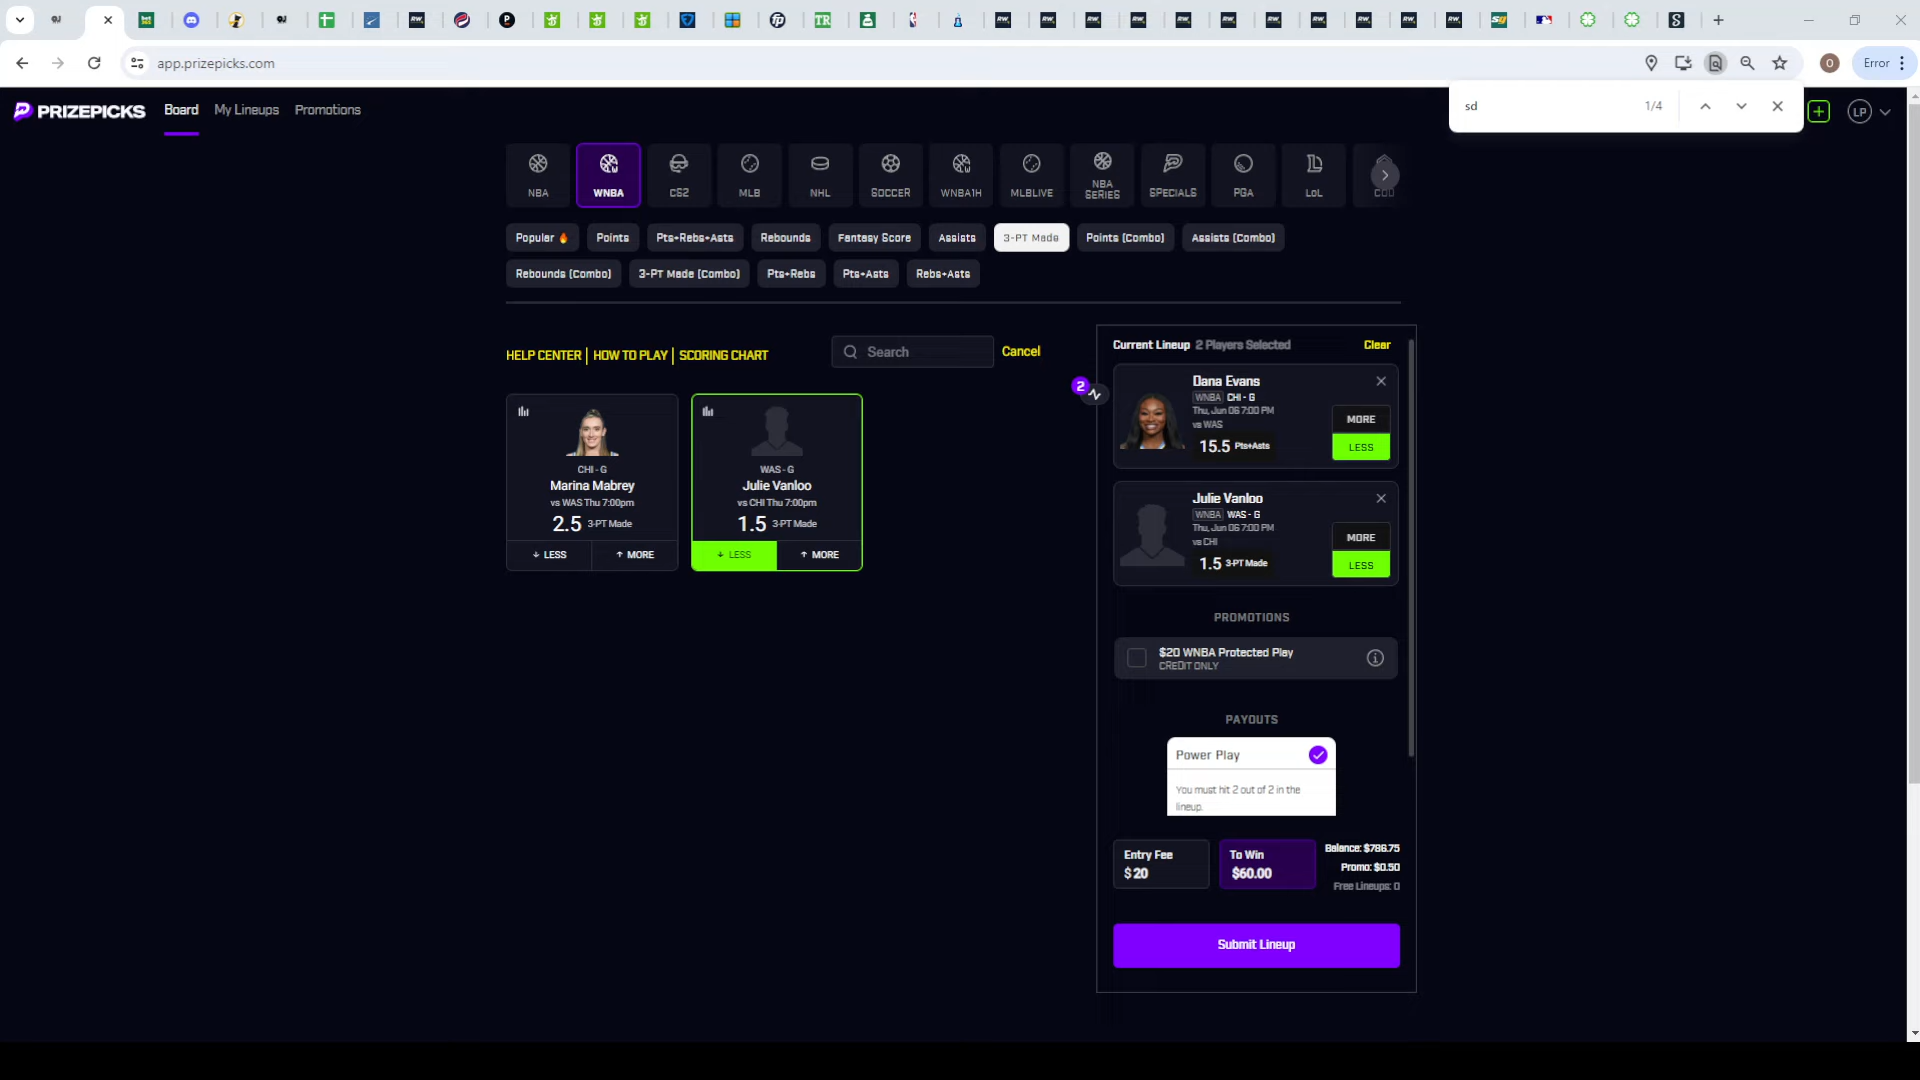 app.prizepicks.com
Error
sd
1/4
PRIZEPICKS
Board
My Lineups
Promotions
LP
NBA
WNBA
CS2
MLB
NHL
SOCCER
WNBA1H
MLBLIVE
NBA SERIES
SPECIALS
PGA
LoL
COD
Popular
Points
Pts+Rebs+Asts
Rebounds
Fantasy Score
Assists
3-PT Made
Points (Combo)
Assists (Combo)
Rebounds (Combo)
3-PT Made (Combo)
Pts+Rebs
Pts+Asts
Rebs+Asts
HELP CENTER | HOW TO PLAY | SCORING CHART
Search
Cancel
CHI - G
Marina Mabrey
vs WAS Thu 7:00pm
2.5 3-PT Made
LESS
MORE
WAS - G
Julie Vanloo
vs CHI Thu 7:00pm
1.5 3-PT Made
LESS
MORE
2
Current Lineup 2 Players Selected
Clear
Dana Evans
WNBA CHI - G
Thu, Jun 06 7:00 PM
vs WAS
15.5 Pts+Asts
MORE
LESS
Julie Vanloo
WNBA WAS - G
Thu, Jun 06 7:00 PM
vs CHI
1.5 3-PT Made
MORE
LESS
PROMOTIONS
$20 WNBA Protected Play
CREDIT ONLY
PAYOUTS
Power Play
You must hit 2 out of 2 in the
lineup.
Entry Fee
$ 20
To Win
$60.00
Balance: $786.75
Promo: $0.50
Free Lineups: 0
Submit Lineup